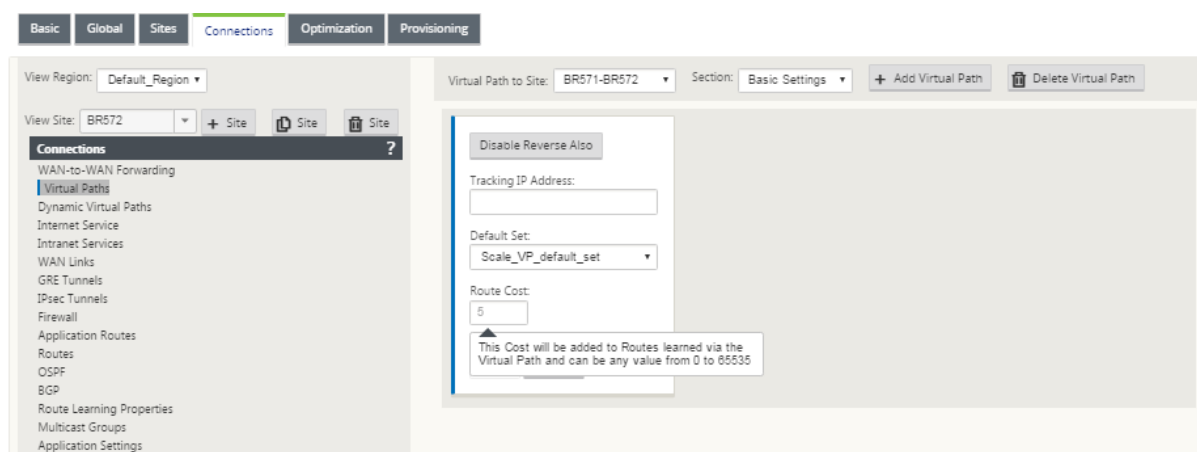 Basic Global Sites Connections Optimization Provisioning
View Region: Default_Region
View Site: BR572 + Site Site Site
Connections ?
WAN-to-WAN Forwarding
Virtual Paths
Dynamic Virtual Paths
Internet Service
Intranet Services
WAN Links
GRE Tunnels
IPsec Tunnels
Firewall
Application Routes
Routes
OSPF
BGP
Route Learning Properties
Multicast Groups
Application Settings
Virtual Path to Site: BR571-BR572 Section: Basic Settings + Add Virtual Path Delete Virtual Path
Disable Reverse Also
Tracking IP Address:
Default Set:
Scale_VP_default_set
Route Cost:
5
This Cost will be added to Routes learned via the
Virtual Path and can be any value from 0 to 65535